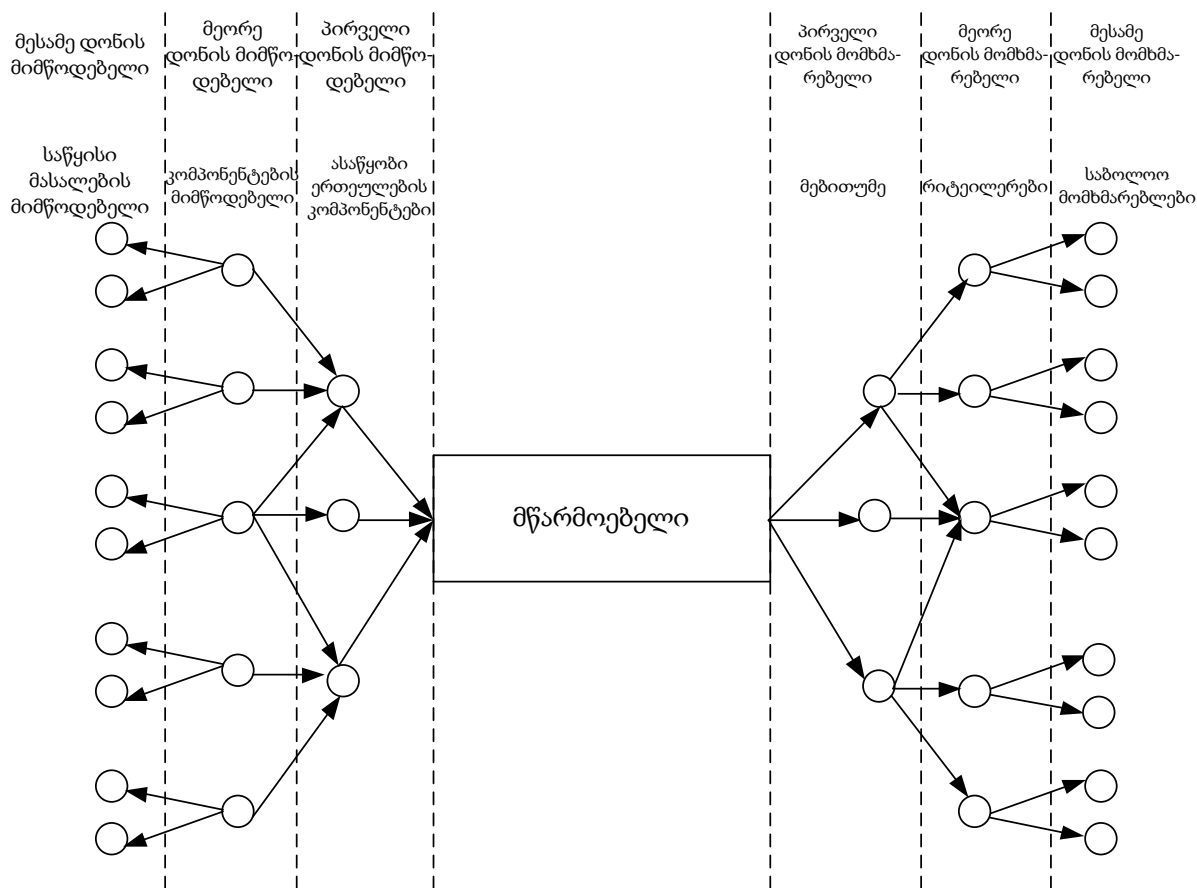 მესამე დონის
მიმწოდებელი
მეორე
დონის მიმწო-
დებელი
პირველი
დონის მიმწო-
დებელი
პირველი
დონის მომხმა-
რებელი
მეორე
დონის მომხმა-
რებელი
მესამე
დონის მომხმა-
რებელი
საწყისი
მასალების
მიმწოდებელი
კომპონენტების
მიმწოდებელი
ასაწყობი
ერთეულების
კომპონენტები
მებითუმე
რიტეილერები
საბოლოო
მომხმარებლები
მწარმოებელი